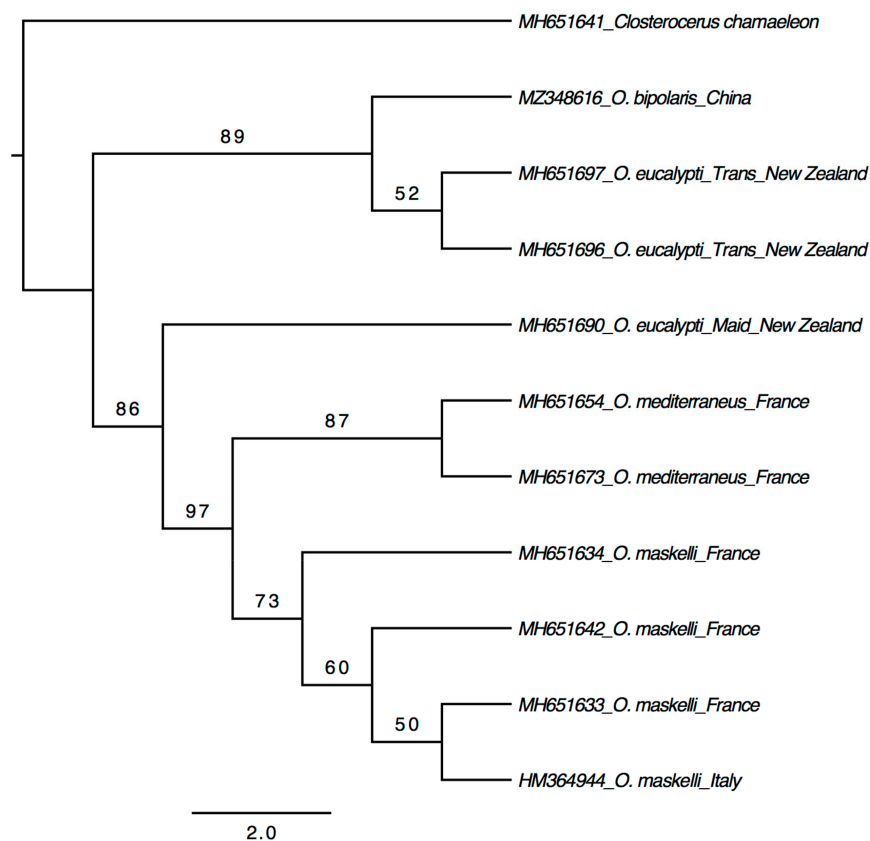 MH651641_Closterocerus chamaeleon
MZ348616_O. bipolaris_China
89
MH651697_O. eucalypti_Trans_New Zealand
52
MH651696_O. eucalypti_Trans_New Zealand
MH651690_O. eucalypti_Maid_New Zealand
86
MH651654_O. mediterraneus_France
87
MH651673_O. mediterraneus_France
97
MH651634_O. maskelli_France
73
MH651642_O. maskelli_France
60
MH651633_O. maskelli_France
50
HM364944_O. maskelli_Italy
2.0